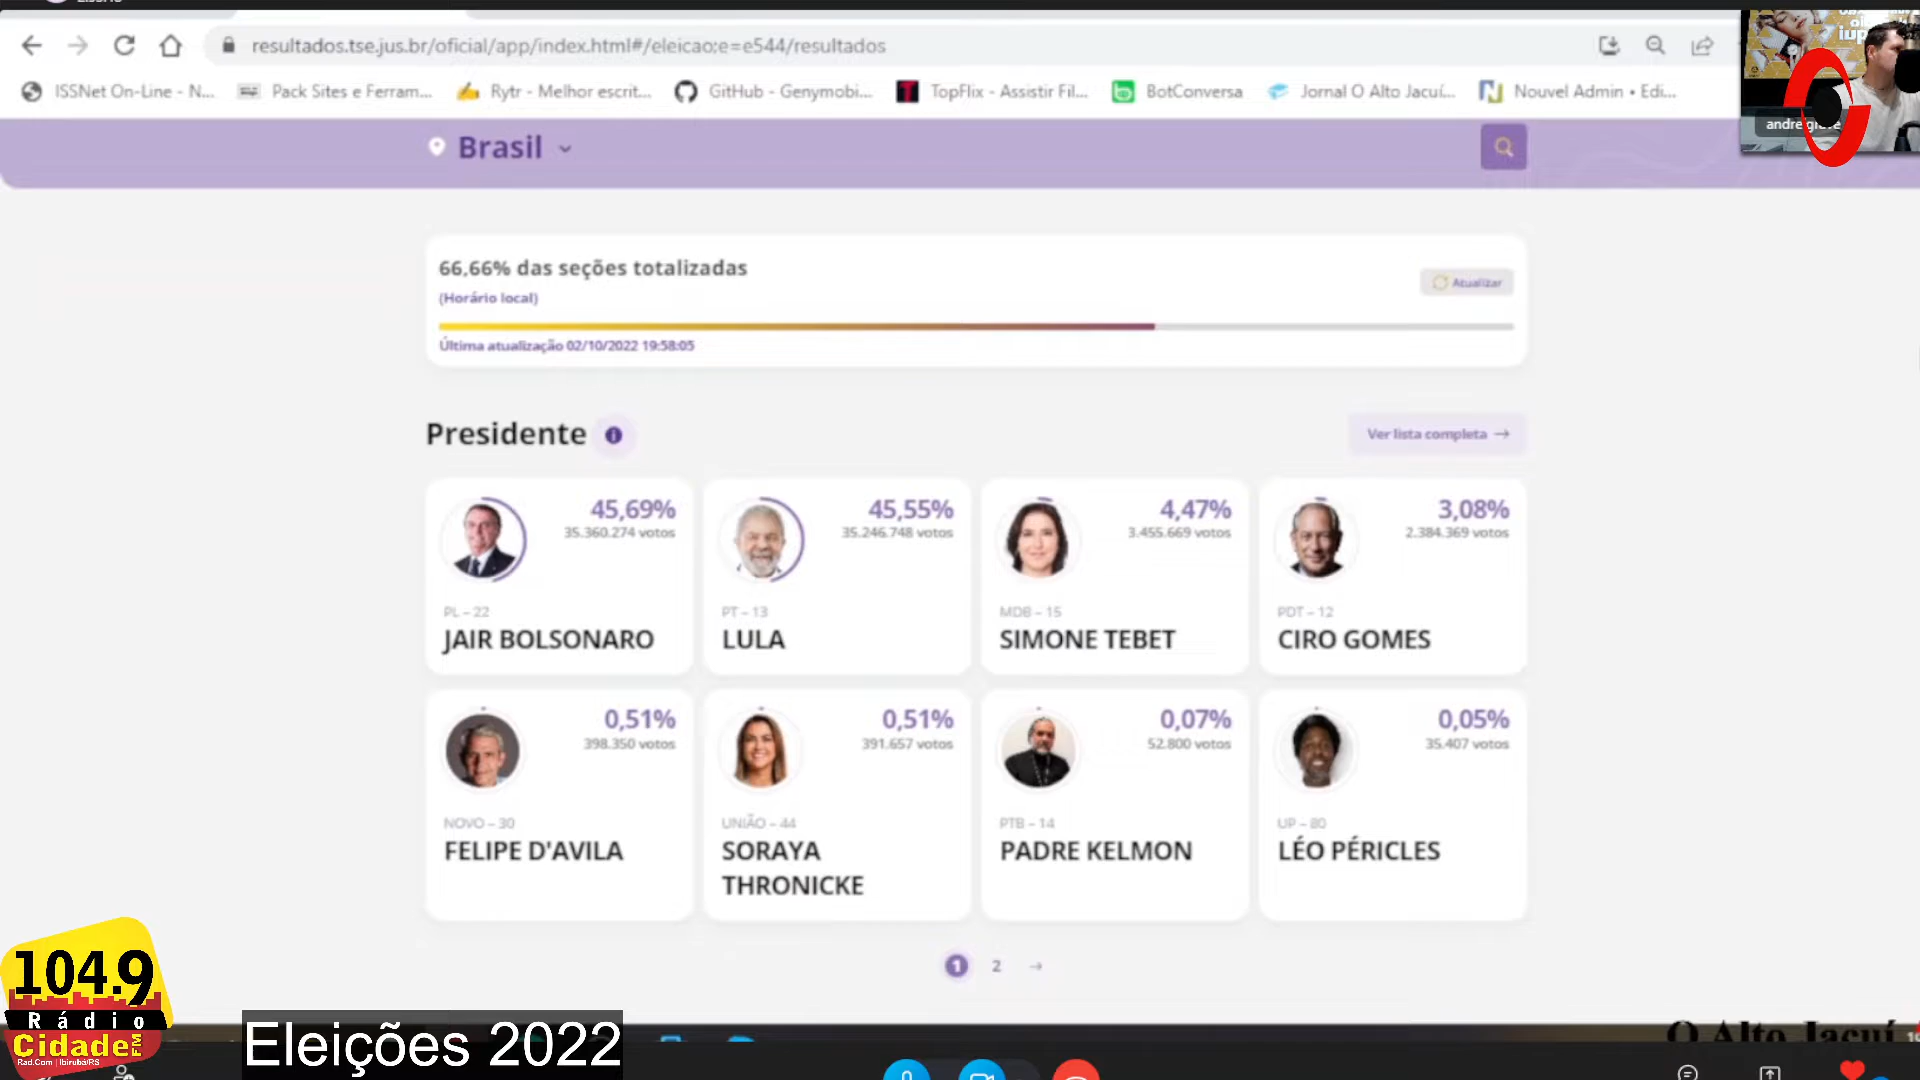 resultados.tse.jus.br/oficial/app/index.html#/eleicao:e=e544/resultados
ISSNet On-Line - N... Pack Sites e Ferram... Rytr - Melhor escrit... GitHub - Genymobi... TopFlix - Assistir Fil... BotConversa Jornal O Alto Jacuí... Nouvel Admin • Edi...
Brasil
66,66% das seções totalizadas
(Horário local)
Atualizar
Última atualização 02/10/2022 19:58:05
Presidente
Ver lista completa →
45,69% 45,55% 4,47% 3,08%
35.360.274 votos 35.246.748 votos 3.455.669 votos 2.384.369 votos
PL – 22 PT – 13 MDB – 15 PDT – 12
JAIR BOLSONARO LULA SIMONE TEBET CIRO GOMES
0,51% 0,51% 0,07% 0,05%
398.350 votos 391.657 votos 52.800 votos 35.407 votos
NOVO – 30 UNIÃO – 44 PTB – 14 UP – 80
FELIPE D'AVILA SORAYA PADRE KELMON LÉO PÉRICLES
THRONICKE
1 2 →
104.9
Rádio
Cidade FM
Rad.Com | Ibirubá/RS
Eleições 2022
O Alto Jacuí